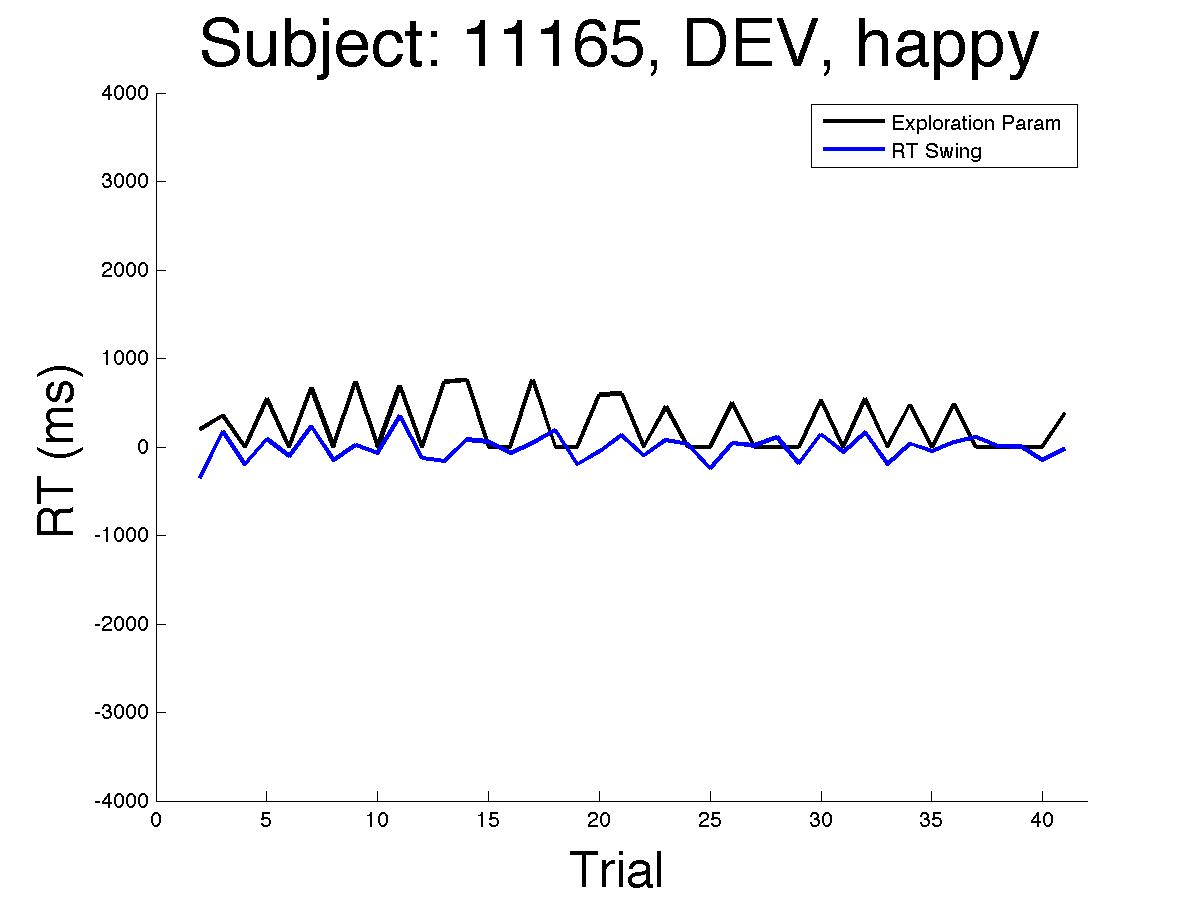 Subject: 11165, DEV, happy
Exploration Param
RT Swing
4000
3000
2000
1000
0
-1000
-2000
-3000
-4000
RT (ms)
0 5 10 15 20 25 30 35 40
Trial